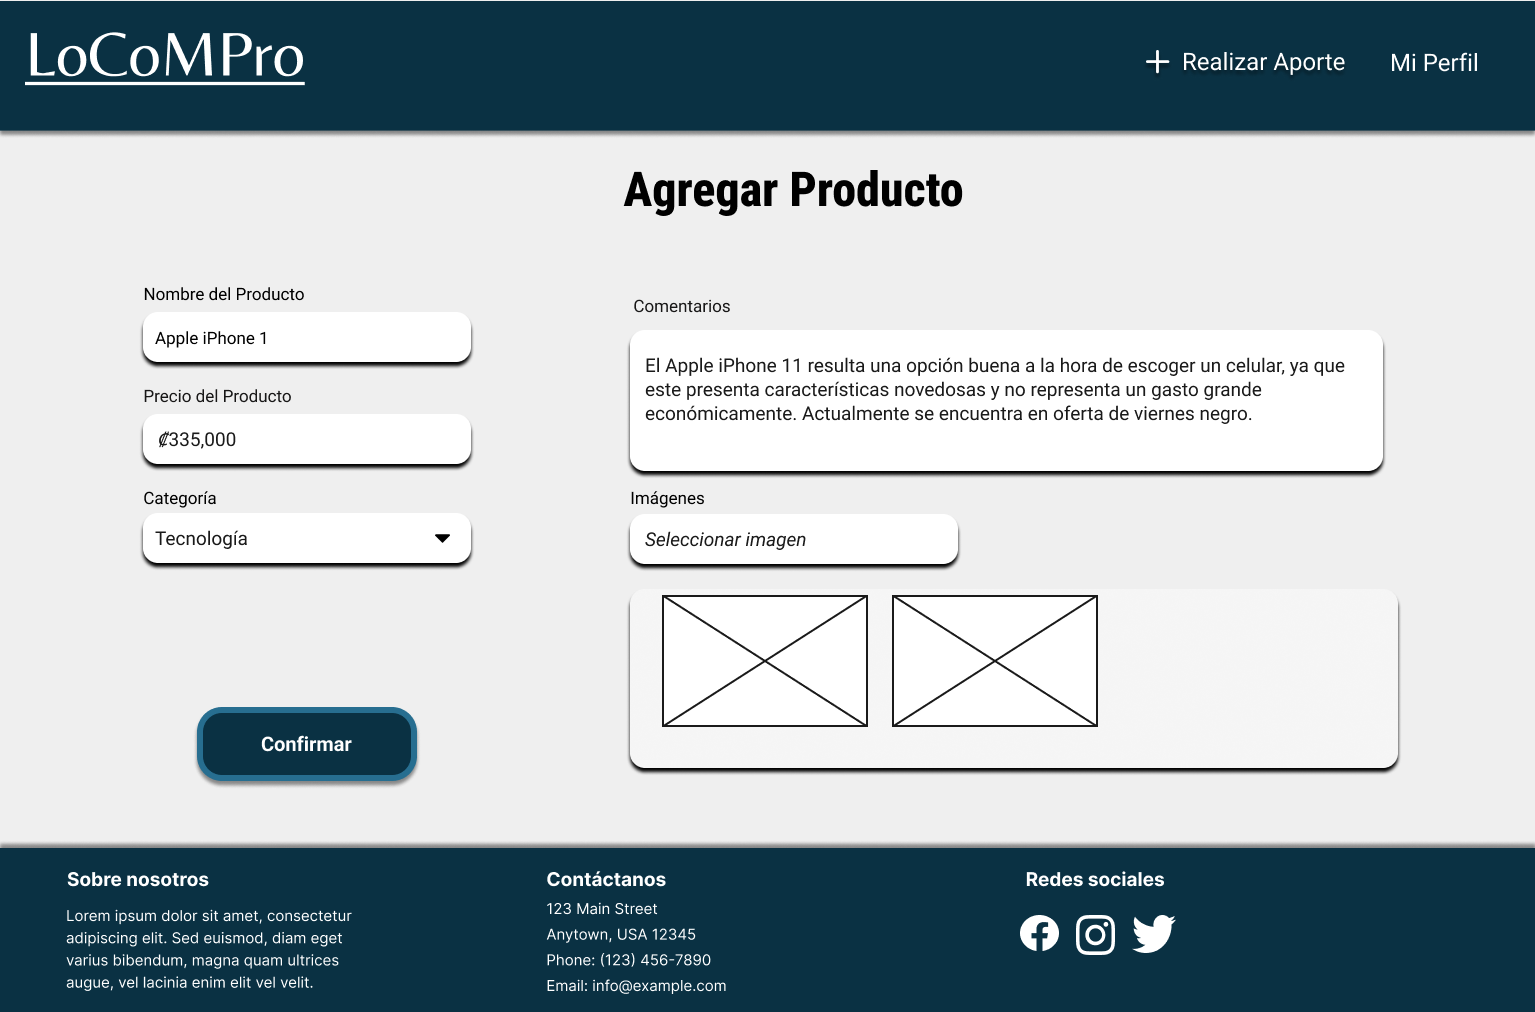 LoCoMPro
Realizar Aporte
Mi Perfil
Agregar Producto
Nombre del Producto
Apple iPhone 1
Precio del Producto
₡335,000
Categoría
Tecnología
Confirmar
Comentarios
El Apple iPhone 11 resulta una opción buena a la hora de escoger un celular, ya que
este presenta características novedosas y no representa un gasto grande
económicamente. Actualmente se encuentra en oferta de viernes negro.
Imágenes
Seleccionar imagen
Sobre nosotros
Lorem ipsum dolor sit amet, consectetur
adipiscing elit. Sed euismod, diam eget
varius bibendum, magna quam ultrices
augue, vel lacinia enim elit vel velit.
Contáctanos
123 Main Street
Anytown, USA 12345
Phone: (123) 456-7890
Email: info@example.com
Redes sociales